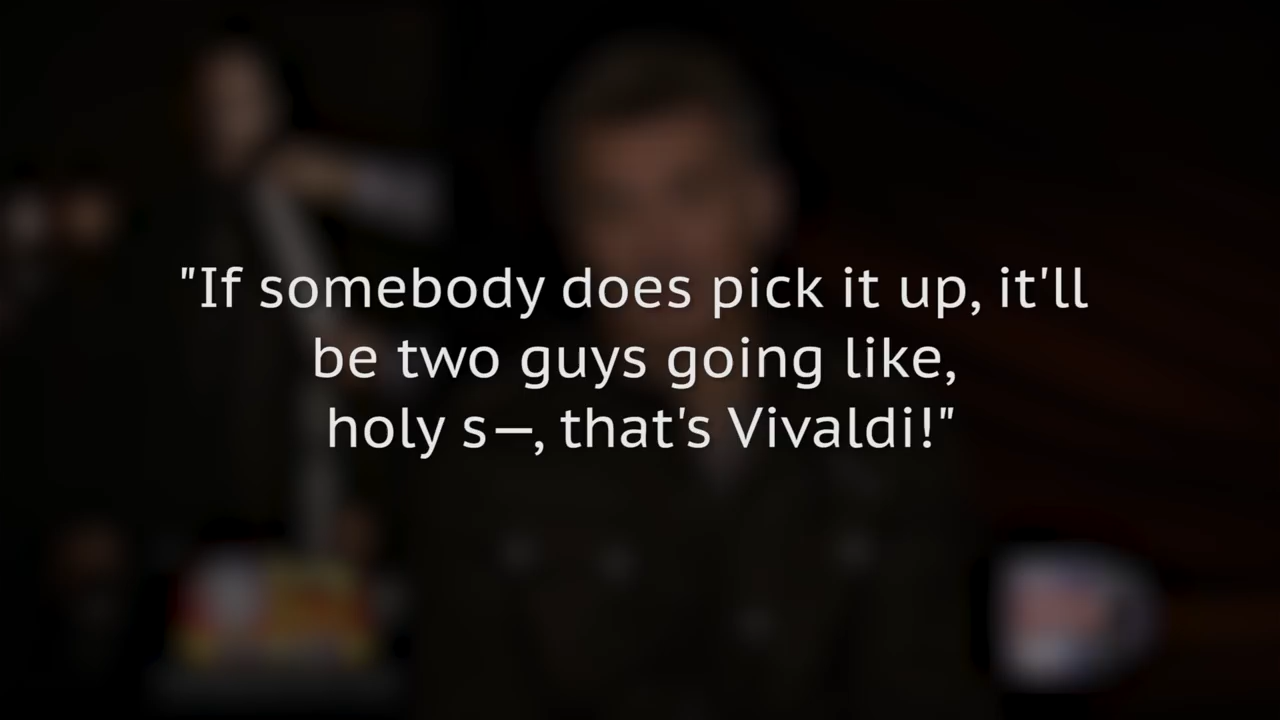 "If somebody does pick it up, it'll
be two guys going like,
holy s—, that's Vivaldi!"